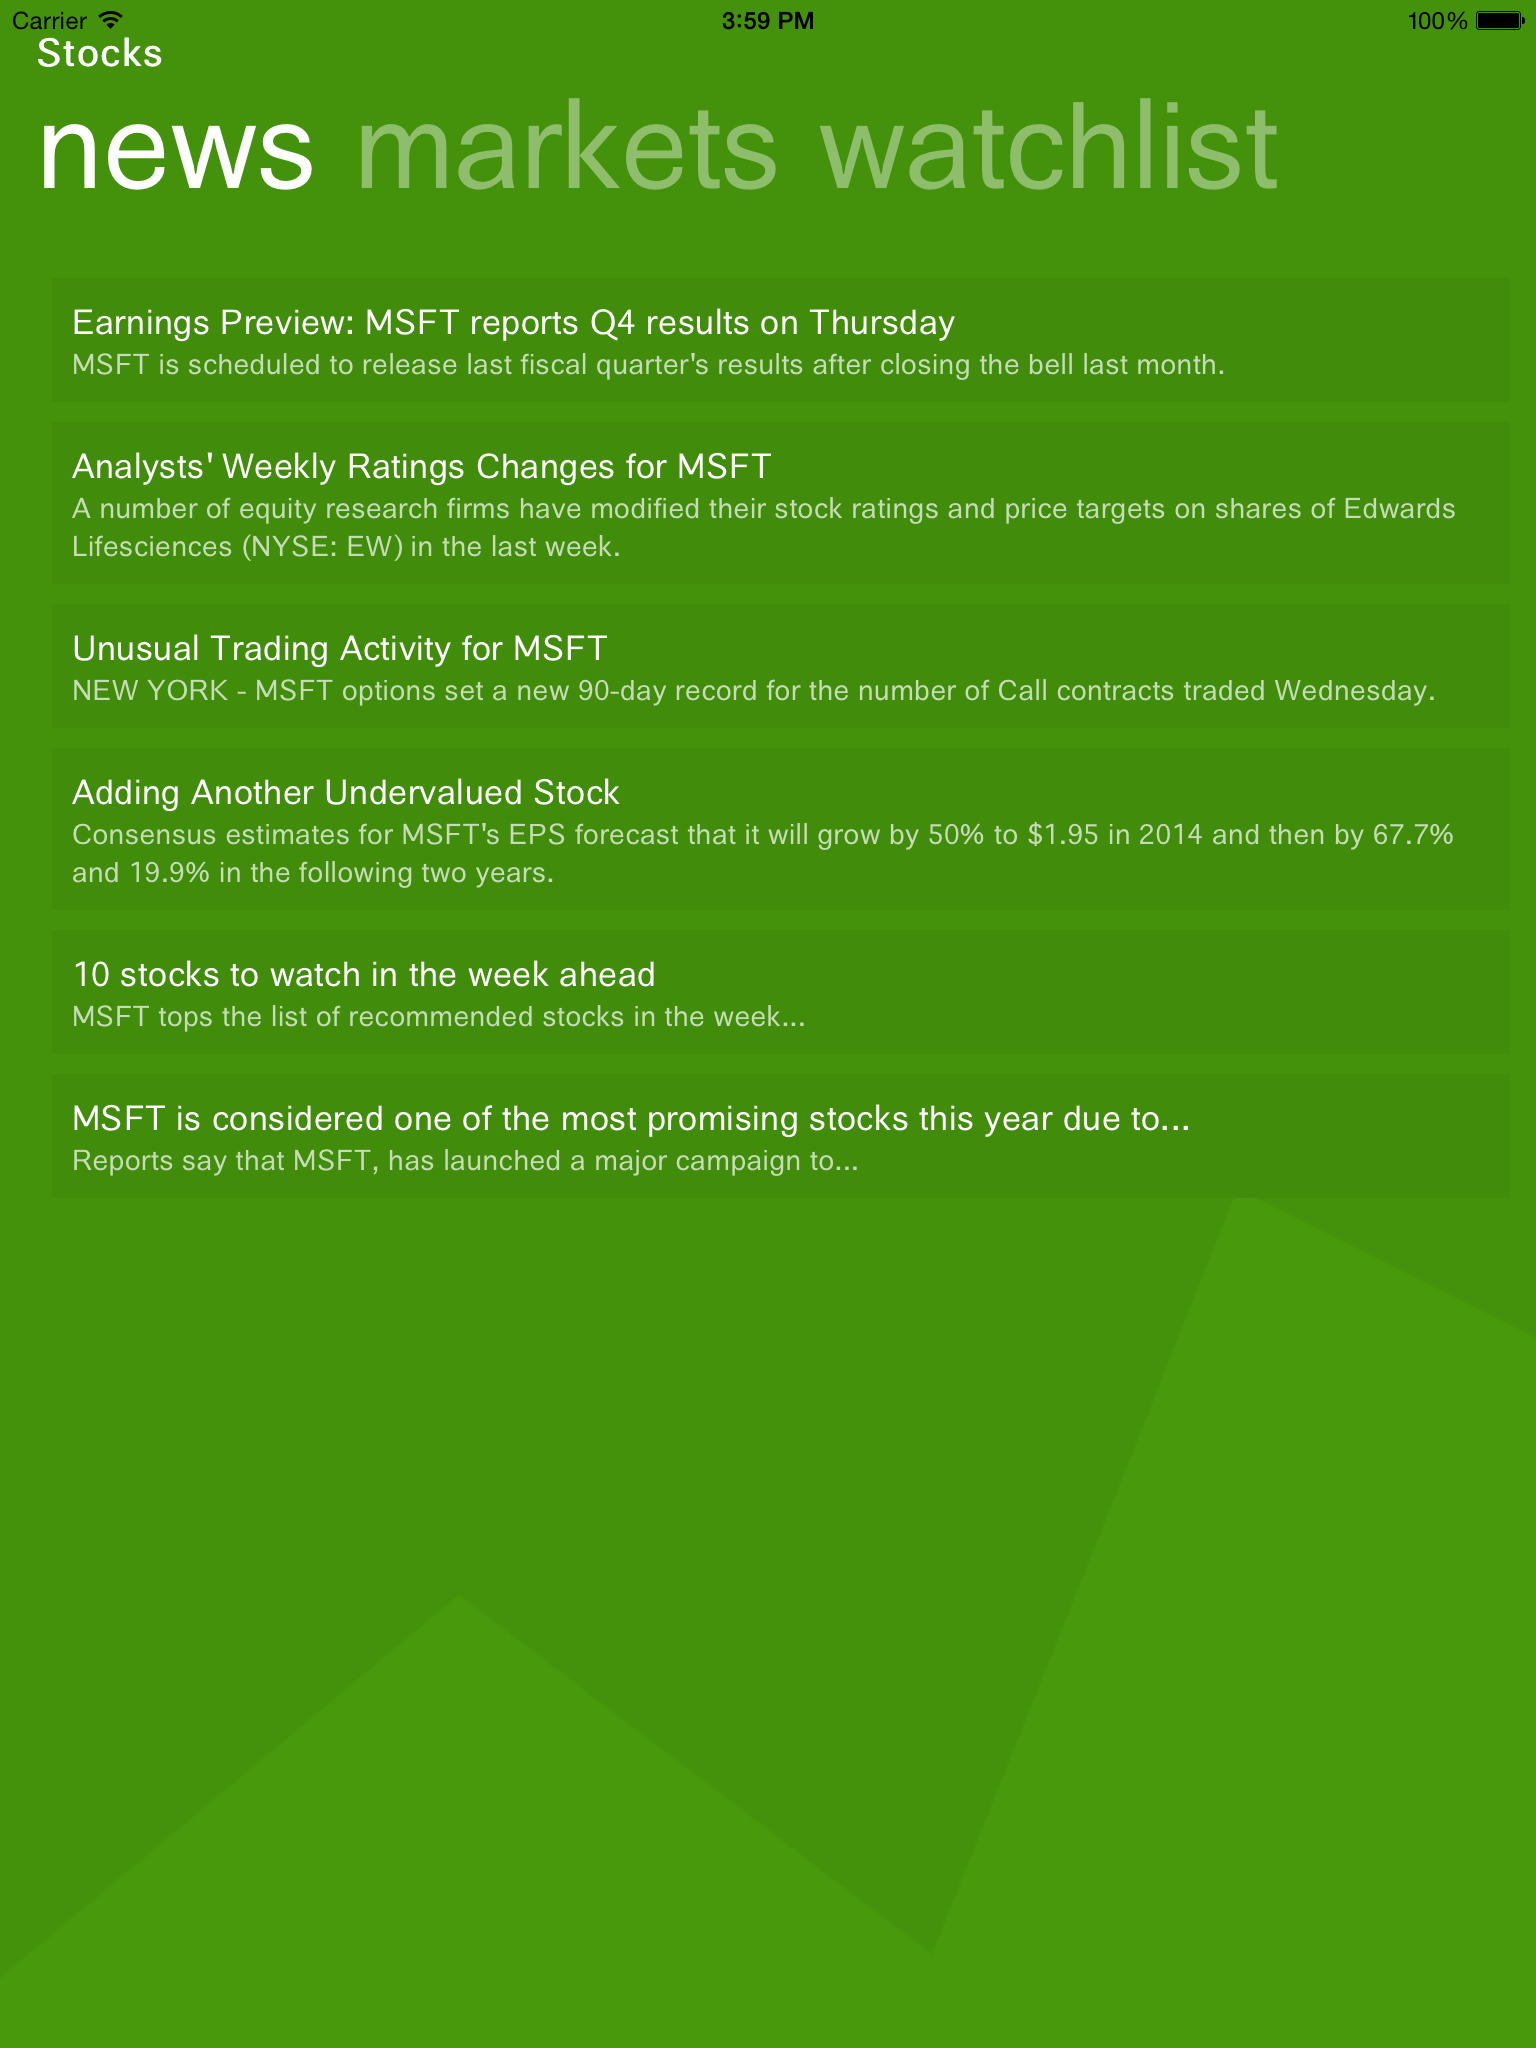 Carrier 3:59 PM 100%
Stocks
news markets watchlist
Earnings Preview: MSFT reports Q4 results on Thursday
MSFT is scheduled to release last fiscal quarter's results after closing the bell last month.
Analysts' Weekly Ratings Changes for MSFT
A number of equity research firms have modified their stock ratings and price targets on shares of Edwards
Lifesciences (NYSE: EW) in the last week.
Unusual Trading Activity for MSFT
NEW YORK - MSFT options set a new 90-day record for the number of Call contracts traded Wednesday.
Adding Another Undervalued Stock
Consensus estimates for MSFT's EPS forecast that it will grow by 50% to $1.95 in 2014 and then by 67.7%
and 19.9% in the following two years.
10 stocks to watch in the week ahead
MSFT tops the list of recommended stocks in the week...
MSFT is considered one of the most promising stocks this year due to...
Reports say that MSFT, has launched a major campaign to...